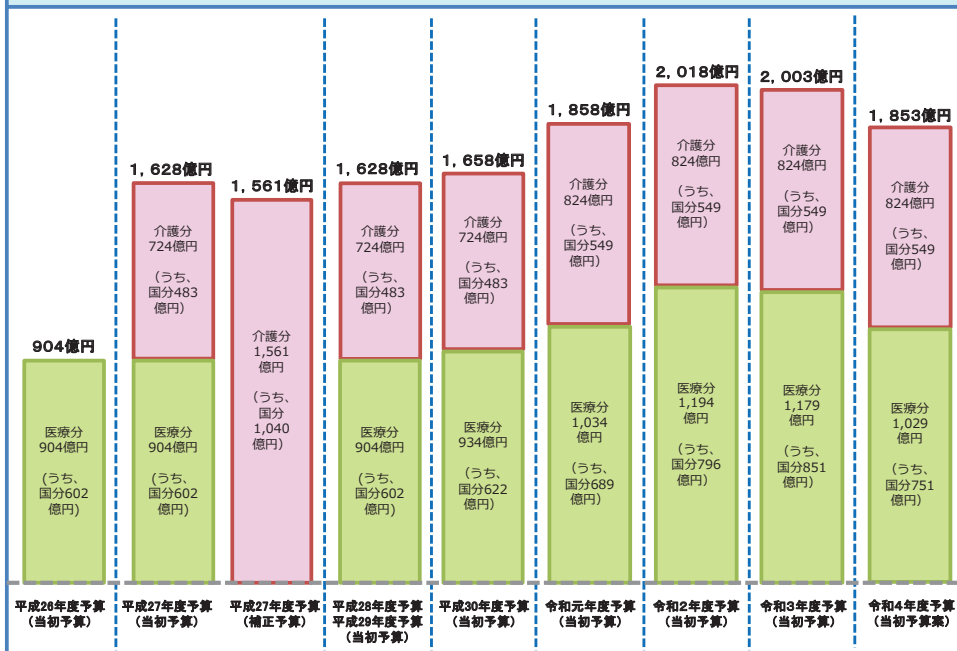 904億円
医療分
904億円
(うち、
国分602
億円)
平成26年度予算
(当初予算)
1,628億円
介護分
724億円
(うち、
国分483
億円)
医療分
904億円
(うち、
国分602
億円)
平成27年度予算
(当初予算)
1,561億円
介護分
1,561
億円
(うち、
国分
1,040
億円)
平成27年度予算
(補正予算)
1,628億円
介護分
724億円
(うち、
国分483
億円)
医療分
904億円
(うち、
国分602
億円)
平成28年度予算
平成29年度予算
(当初予算)
1,658億円
介護分
724億円
(うち、
国分483
億円)
医療分
934億円
(うち、
国分622
億円)
平成30年度予算
(当初予算)
1,858億円
介護分
824億円
(うち、
国分549
億円)
医療分
1,034
億円
(うち、
国分689
億円)
令和元年度予算
(当初予算)
2,018億円
介護分
824億円
(うち、
国分549
億円)
医療分
1,194
億円
(うち、
国分796
億円)
令和2年度予算
(当初予算)
2,003億円
介護分
824億円
(うち、
国分549
億円)
医療分
1,179
億円
(うち、
国分851
億円)
令和3年度予算
(当初予算)
1,853億円
介護分
824億円
(うち、
国分549
億円)
医療分
1,029
億円
(うち、
国分751
億円)
令和4年度予算
(当初予算案)